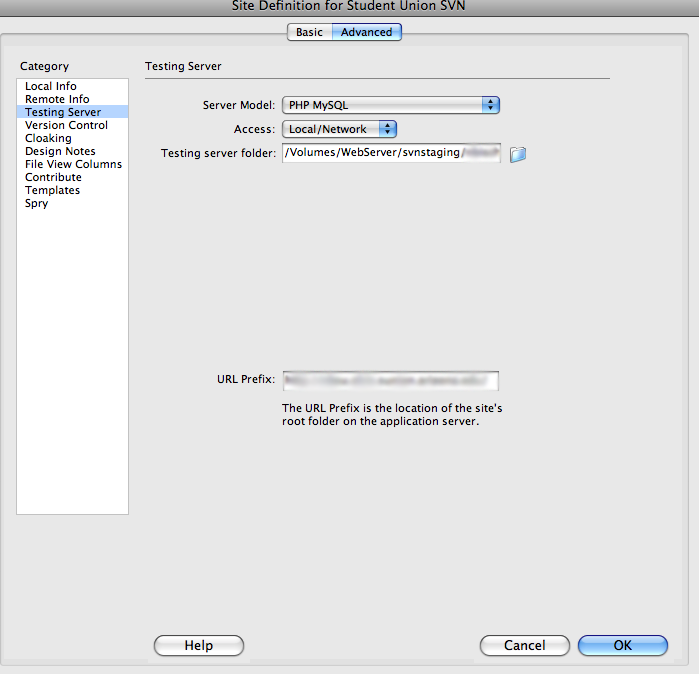 Site Definition for Student Union SVN
Basic Advanced
Category
Local Info
Remote Info
Testing Server
Version Control
Cloaking
Design Notes
File View Columns
Contribute
Templates
Spry
Testing Server
Server Model: PHP MySQL
Access: Local/Network
Testing server folder: /Volumes/WebServer/svnstaging/
URL Prefix:
The URL Prefix is the location of the site's
root folder on the application server.
Help Cancel OK